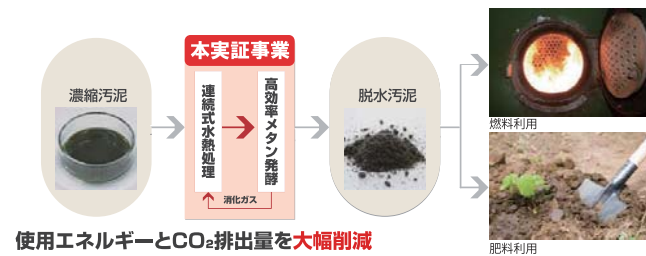 濃縮汚泥
本実証事業
連続式水熱処理
高効率メタン発酵
消化ガス
脱水汚泥
燃料利用
肥料利用
使用エネルギーとCO₂排出量を大幅削減